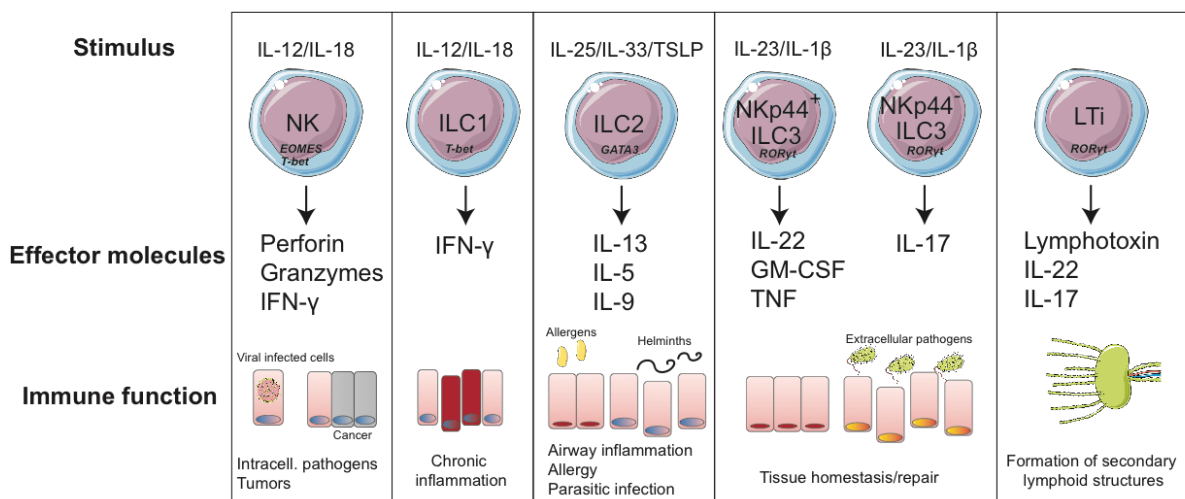 Stimulus
IL-12/IL-18
IL-12/IL-18
IL-25/IL-33/TSLP
IL-23/IL-1β
IL-23/IL-1β
NK
EOMES
T-bet
ILC1
T-bet
ILC2
GATA3
NKp44+
ILC3
RORγt
NKp44-
ILC3
RORγt
LTi
RORγt
Effector molecules
Perforin
Granzymes
IFN-γ
IFN-γ
IL-13
IL-5
IL-9
IL-22
GM-CSF
TNF
IL-17
Lymphotoxin
IL-22
IL-17
Immune function
Viral infected cells
Cancer
Intracell. pathogens
Tumors
Chronic
inflammation
Allergens
Helminths
Airway inflammation
Allergy
Parasitic infection
Extracellular pathogens
Tissue homestasis/repair
Formation of secondary
lymphoid structures